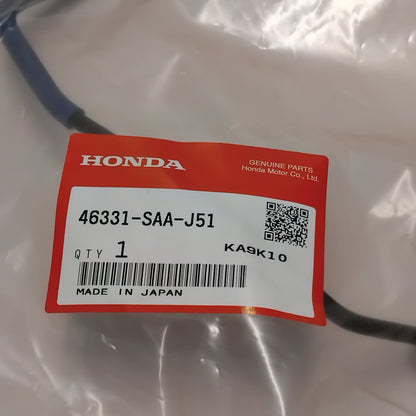 HONDA
GENUINE PARTS
Honda Motor Co., Ltd.
46331-SAA-J51
KA9K10
QTY 1
MADE IN JAPAN